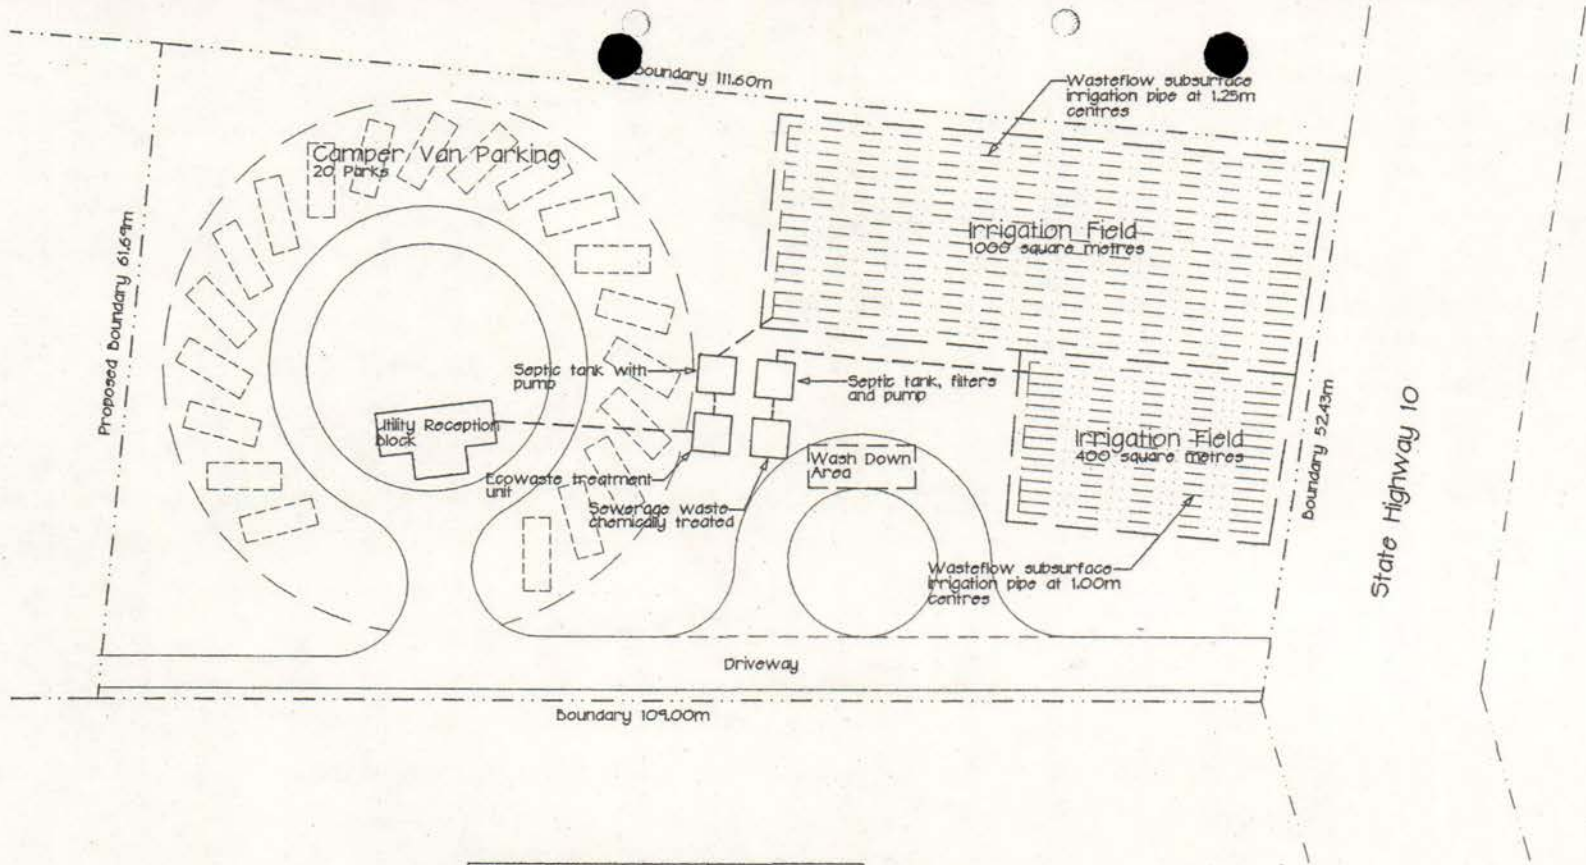 Boundary 111.60m
Wasteflow subsurface
irrigation pipe at 1.25m
centres
Camper Van Parking
20 Parks
Proposed Boundary 61.69m
Irrigation Field
1000 square metres
Septic tank with
pump
Septic tank, filters
and pump
Utility Reception
block
Irrigation Field
400 square metres
Boundary 52.43m
State Highway 10
Wash Down
Area
Ecowaste treatment
unit
Sewerage waste
chemically treated
Wasteflow subsurface
irrigation pipe at 1.00m
centres
Driveway
Boundary 109.00m